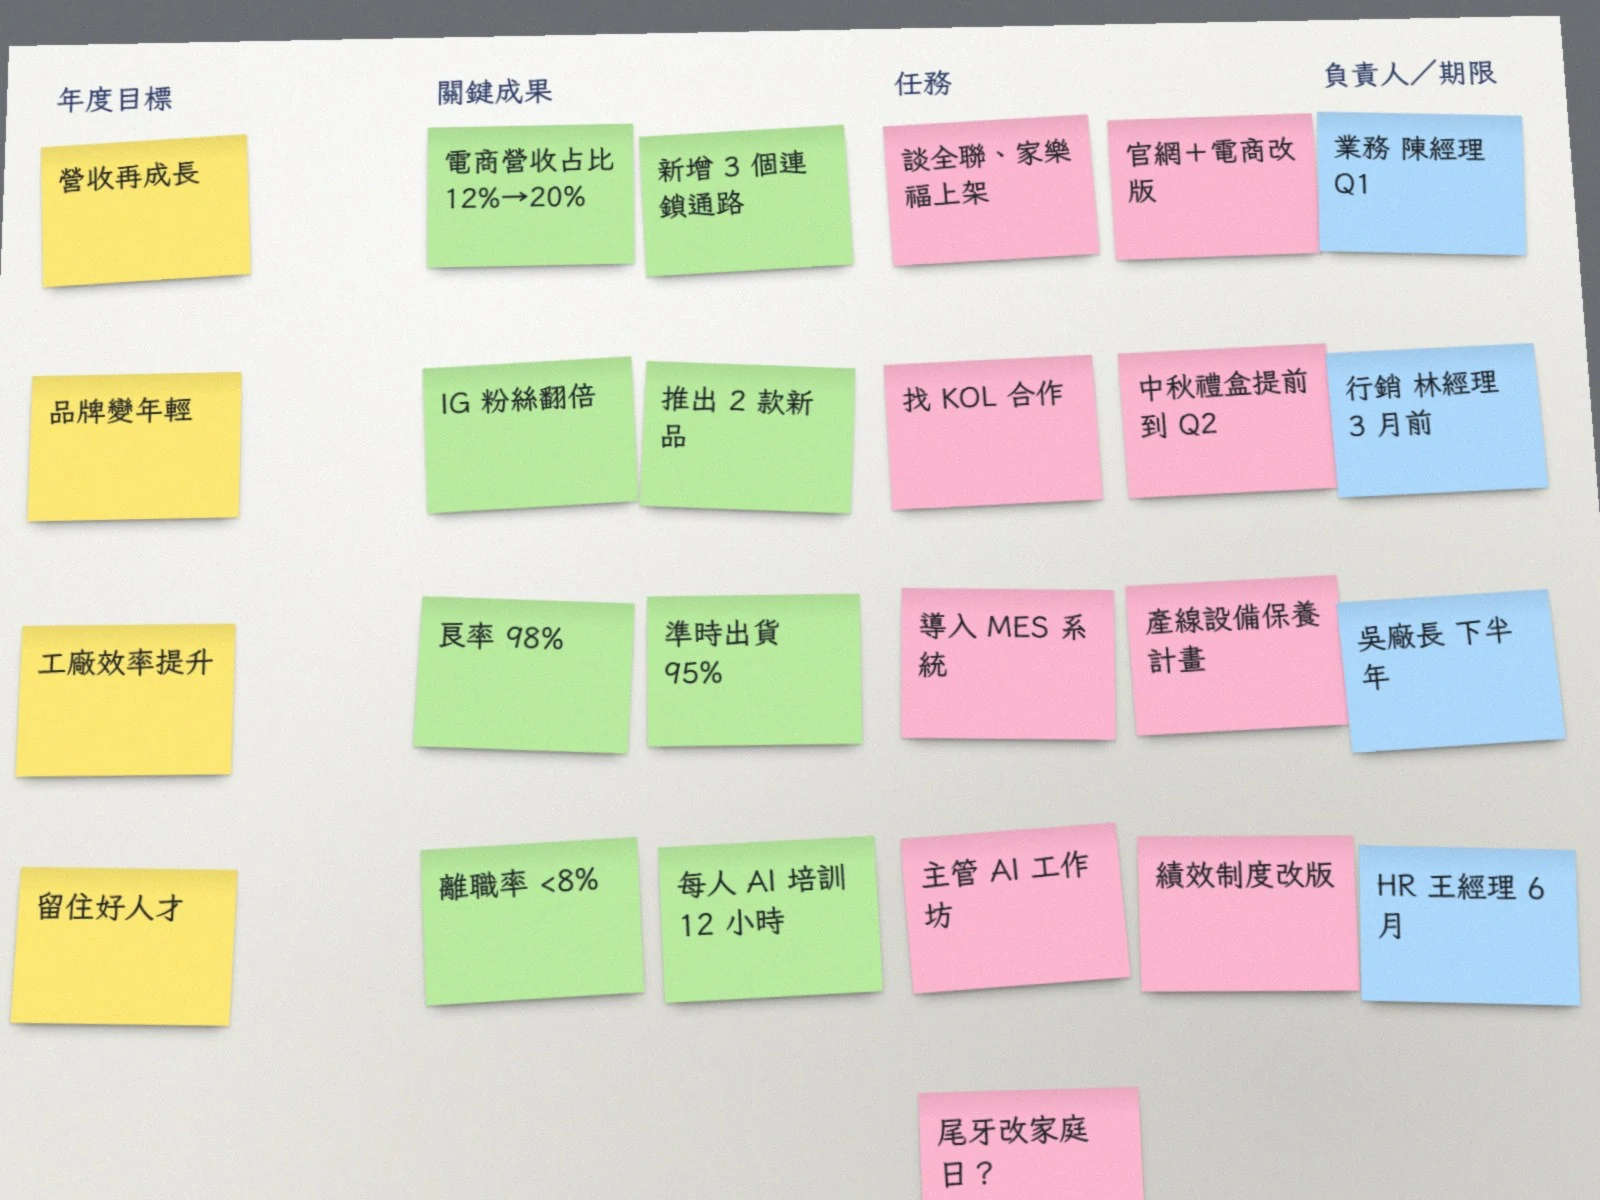 年度目標
關鍵成果
任務
負責人／期限
營收再成長
電商營收占比
12%→20%
新增 3 個連
鎖通路
談全聯、家樂
福上架
官網＋電商改
版
業務 陳經理
Q1
品牌變年輕
IG 粉絲翻倍
推出 2 款新
品
找 KOL 合作
中秋禮盒提前
到 Q2
行銷 林經理
3 月前
工廠效率提升
良率 98%
準時出貨
95%
導入 MES 系
統
產線設備保養
計畫
吳廠長 下半
年
留住好人才
離職率 <8%
每人 AI 培訓
12 小時
主管 AI 工作
坊
績效制度改版
HR 王經理 6
月
尾牙改家庭
日？